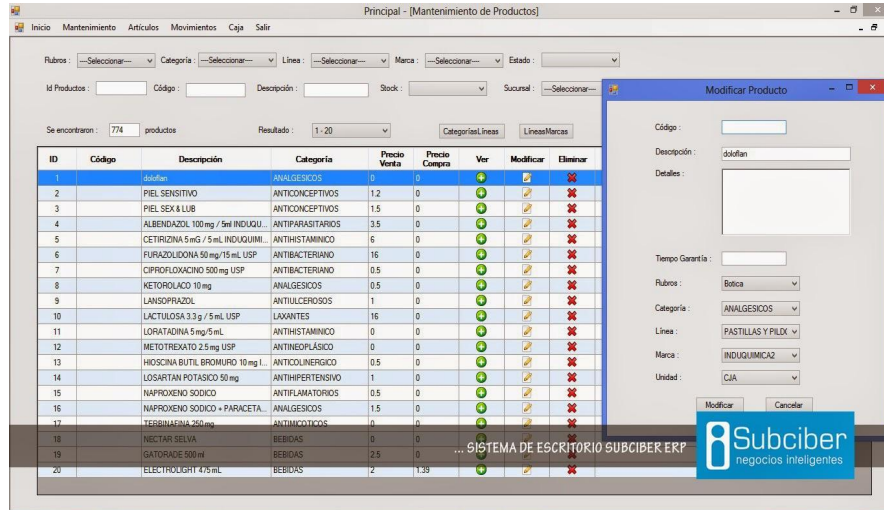 Principal - [Mantenimiento de Productos]
Inicio Mantenimiento Artículos Movimientos Caja Salir
Rubros : ---Seleccionar--- Categoría : ---Seleccionar--- Línea : ---Seleccionar--- Marca : ---Seleccionar--- Estado :
Id Productos : Código : Descripción : Stock : Sucursal : ---Seleccionar---
Se encontraron : 774 productos Resultado : 1 - 20 CategoríasLíneas LíneasMarcas
ID Código Descripción Categoría Precio Venta Precio Compra Ver Modificar Eliminar
1 doloflan ANALGESICOS 0 0
2 PIEL SENSITIVO ANTICONCEPTIVOS 1.2 0
3 PIEL SEX & LUB ANTICONCEPTIVOS 1.5 0
4 ALBENDAZOL 100 mg / 5ml INDUQU... ANTIPARASITARIOS 3.5 0
5 CETIRIZINA 5 mG / 5 mL INDUQUIMI... ANTIHISTAMINICO 6 0
6 FURAZOLIDONA 50 mg/15 mL USP ANTIBACTERIANO 16 0
7 CIPROFLOXACINO 500 mg USP ANTIBACTERIANO 0.5 0
8 KETOROLACO 10 mg ANALGESICOS 0.5 0
9 LANSOPRAZOL ANTIULCEROSOS 1 0
10 LACTULOSA 3.3 g / 5 mL USP LAXANTES 16 0
11 LORATADINA 5 mg/5 mL ANTIHISTAMINICO 0 0
12 METOTREXATO 2.5 mg USP ANTINEOPLÁSICO 0 0
13 HIOSCINA BUTIL BROMURO 10 mg I... ANTICOLINERGICO 0.5 0
14 LOSARTAN POTASICO 50 mg ANTIHIPERTENSIVO 1 0
15 NAPROXENO SODICO ANTIFLAMATORIOS 0.5 0
16 NAPROXENO SODICO + PARACETA... ANALGESICOS 1.5 0
17 TERBINAFINA 250 mg ANTIMICOTICOS 0 0
18 NECTAR SELVA BEBIDAS 0 0
19 GATORADE 500 ml BEBIDAS 2.5 0
20 ELECTROLIGHT 475 mL BEBIDAS 2 1.39
Modificar Producto
Código :
Descripción : doloflan
Detalles :
Tiempo Garantía :
Rubros : Botica
Categoría : ANALGESICOS
Línea : PASTILLAS Y PILDO
Marca : INDUQUIMICA2
Unidad : CJA
Modificar Cancelar
... SISTEMA DE ESCRITORIO SUBCIBER ERP
Subciber
negocios inteligentes